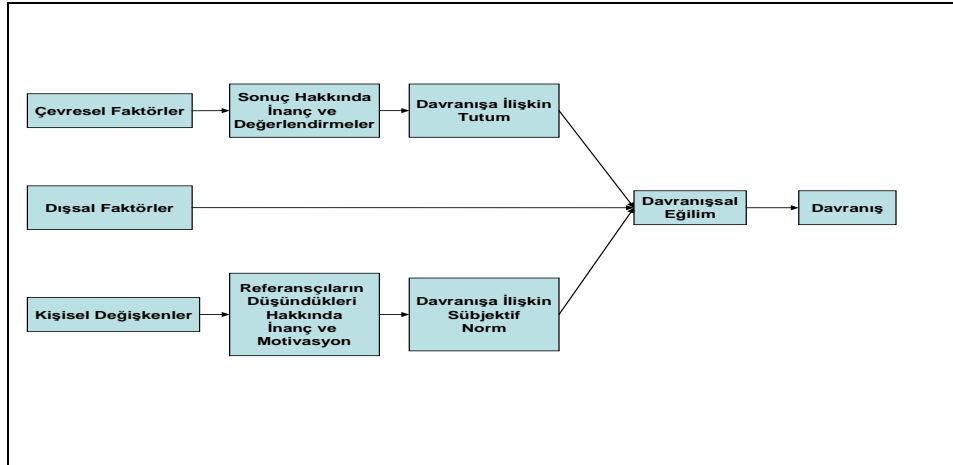 Çevresel Faktörler
Sonuç Hakkında
İnanç ve
Değerlendirmeler
Davranışa İlişkin
Tutum
Dışsal Faktörler
Davranışsal
Eğilim
Davranış
Kişisel Değişkenler
Referansçıların
Düşündükleri
Hakkında
İnanç ve
Motivasyon
Davranışa İlişkin
Sübjektif
Norm